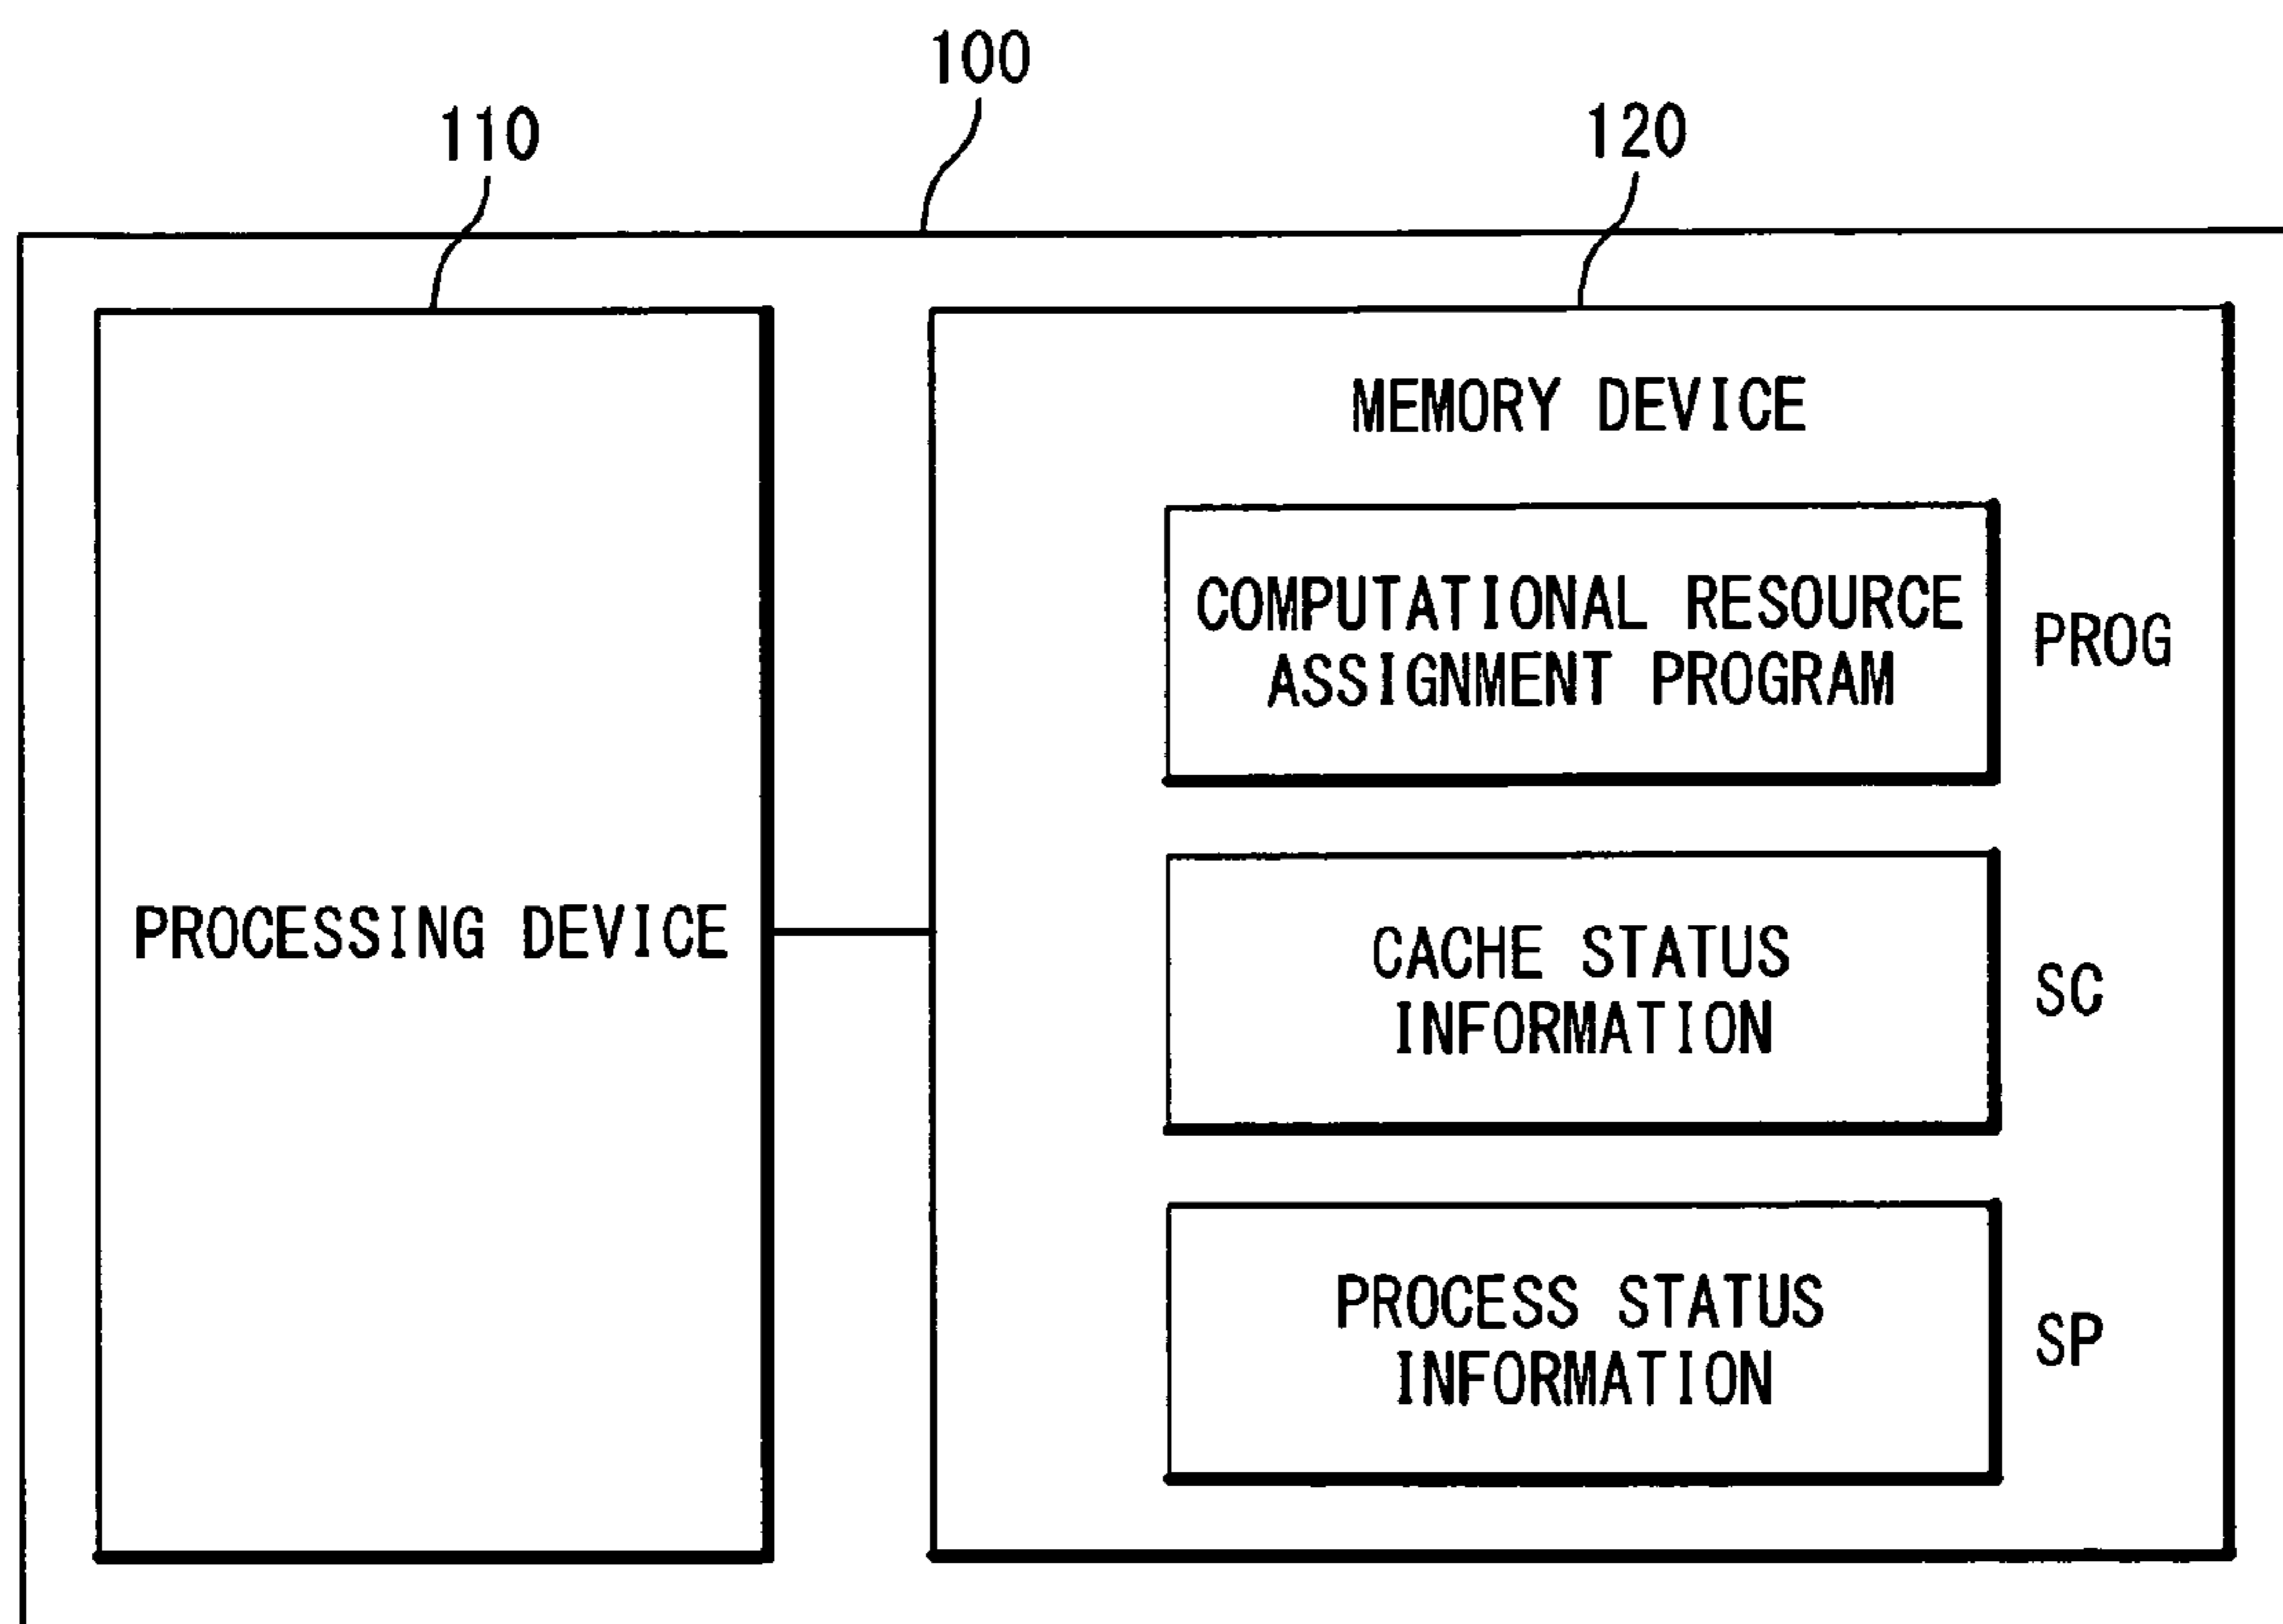 100
110
120
MEMORY DEVICE
COMPUTATIONAL RESOURCE
ASSIGNMENT PROGRAM
PROG
PROCESSING DEVICE
CACHE STATUS
INFORMATION
SC
PROCESS STATUS
INFORMATION
SP